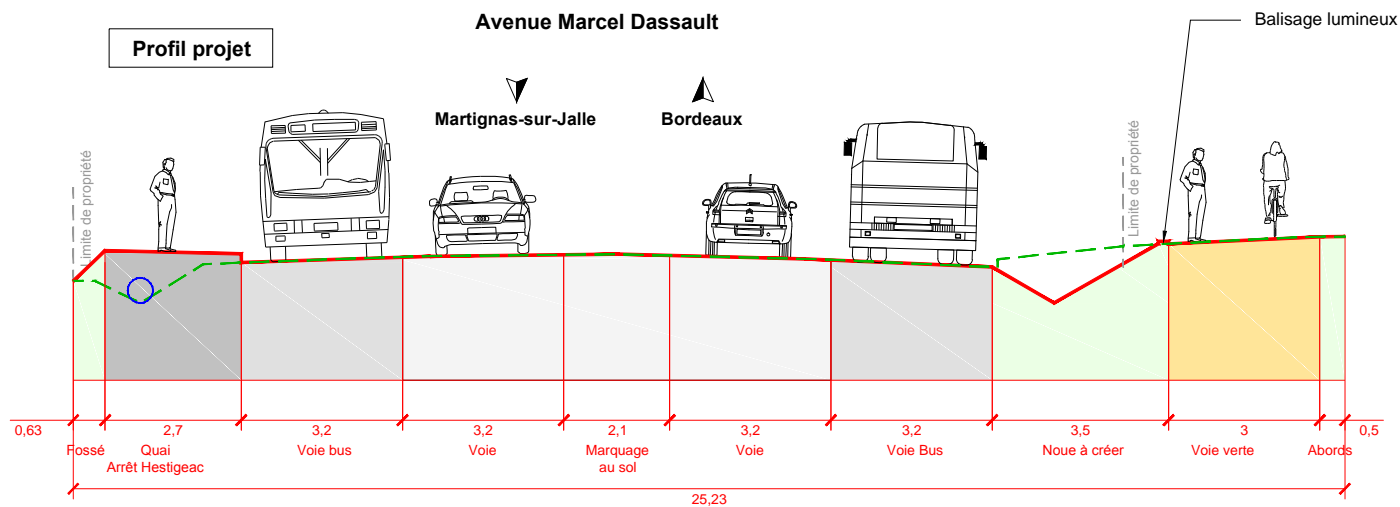 Avenue Marcel Dassault
Balisage lumineux
Profil projet
Martignas-sur-Jalle
Bordeaux
Limite de propriété
Limite de propriété
0,63
2,7
3,2
3,2
2,1
3,2
3,2
3,5
3
0,5
Fossé
Quai
Arrêt Hestigeac
Voie bus
Voie
Marquage
au sol
Voie
Voie Bus
Noue à créer
Voie verte
Abords
25,23